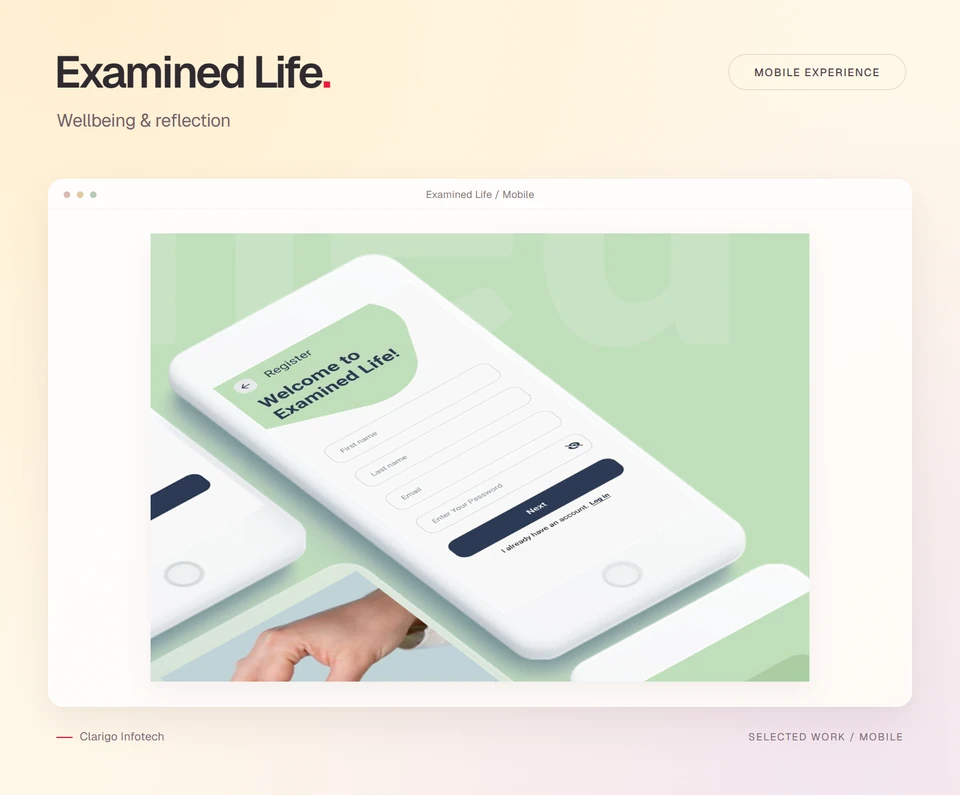 Examined Life.
MOBILE EXPERIENCE
Wellbeing & reflection
Examined Life / Mobile
Register
Welcome to
Examined Life!
First name
Last name
Email
Enter Your Password
Next
I already have an account. Log in
Clarigo Infotech
SELECTED WORK / MOBILE